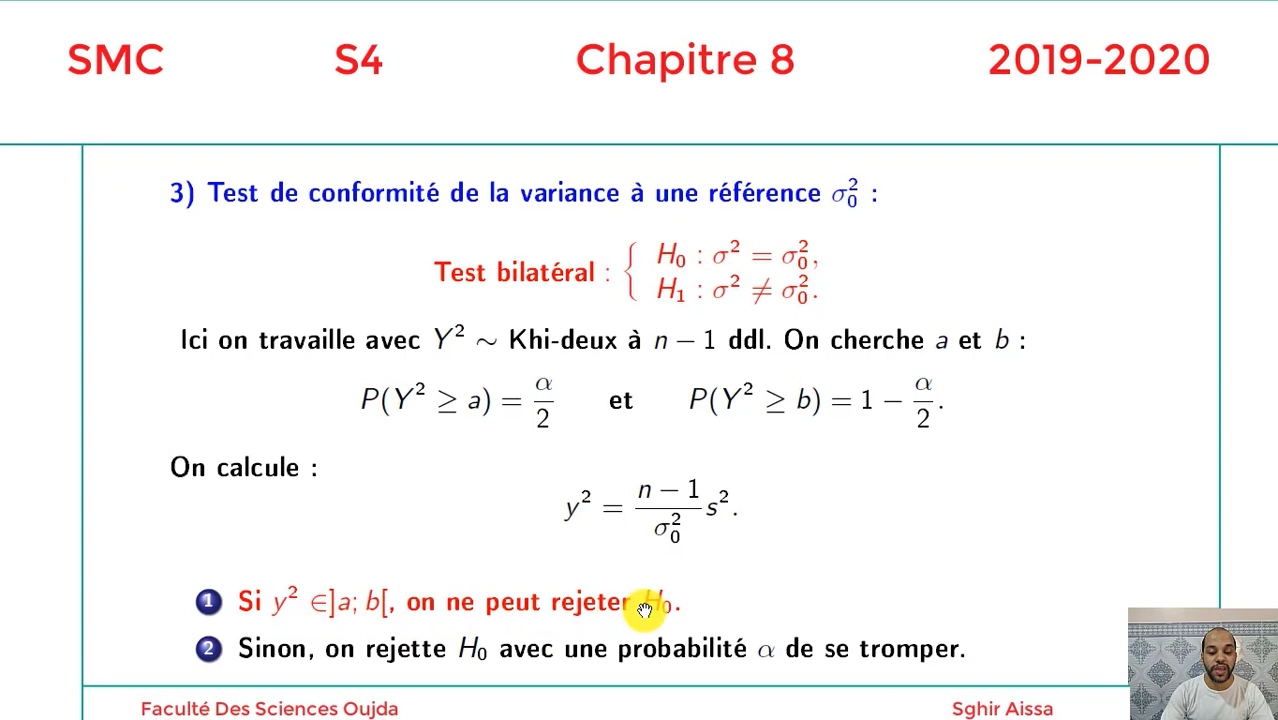 SMC S4 Chapitre 8 2019-2020
3) Test de conformité de la variance à une référence σ₀² :
Test bilatéral : { H₀ : σ² = σ₀²,
H₁ : σ² ≠ σ₀².
Ici on travaille avec Y² ∼ Khi-deux à n − 1 ddl. On cherche a et b :
P(Y² ≥ a) = α/2 et P(Y² ≥ b) = 1 − α/2.
On calcule :
y² = (n − 1)/σ₀² s².
1 Si y² ∈]a; b[, on ne peut rejeter H₀.
2 Sinon, on rejette H₀ avec une probabilité α de se tromper.
Faculté Des Sciences Oujda Sghir Aissa